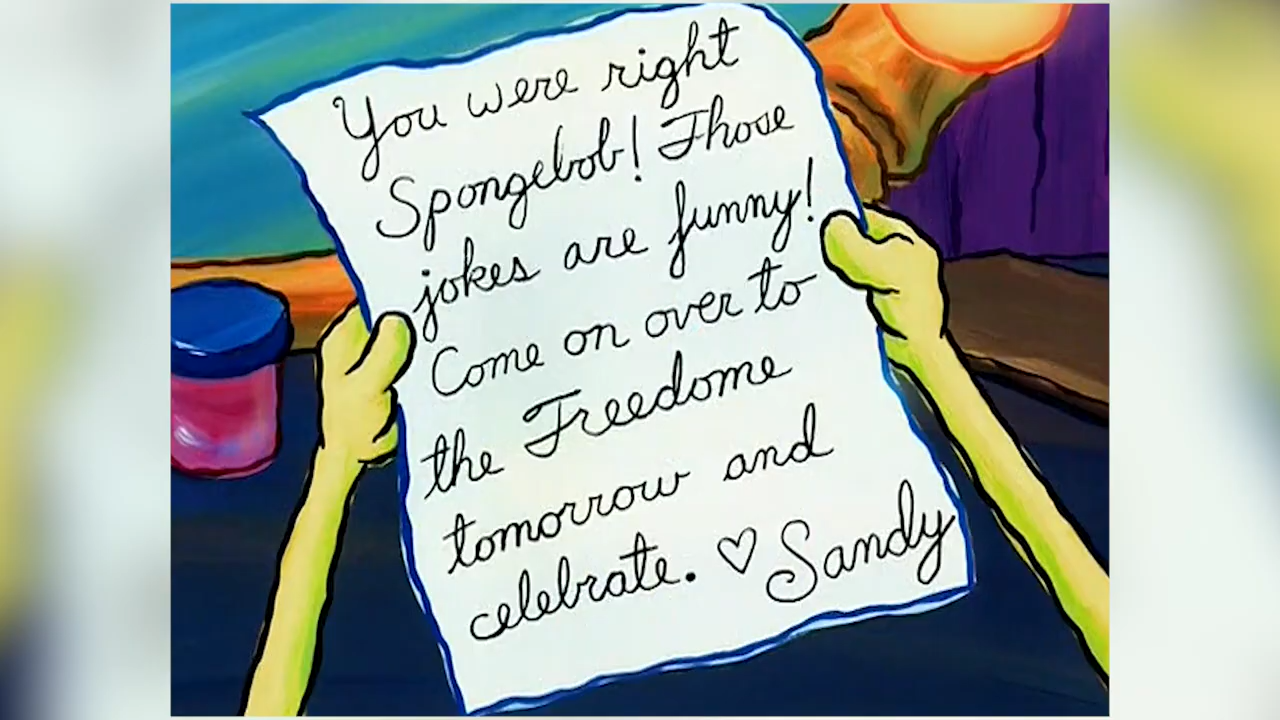 You were right
Spongebob! Those
jokes are funny!
Come on over to
the Freedome
tomorrow and
celebrate. ♡ Sandy